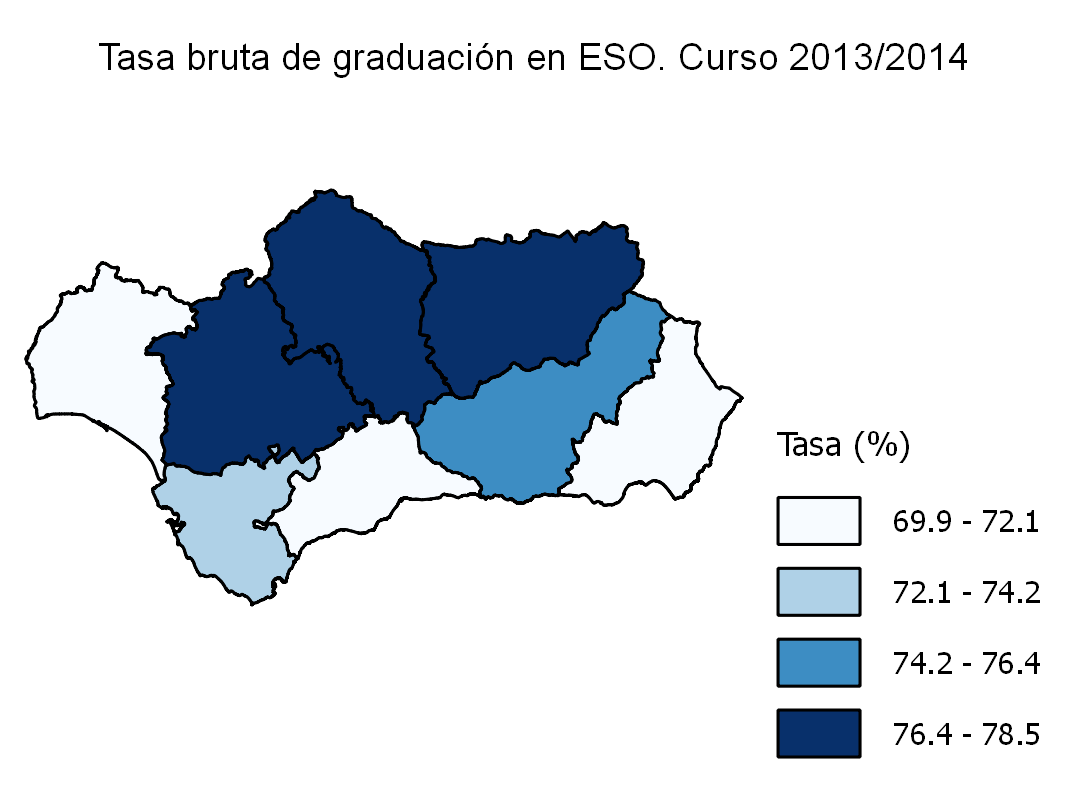 Tasa bruta de graduación en ESO. Curso 2013/2014
Tasa (%)
69.9 - 72.1
72.1 - 74.2
74.2 - 76.4
76.4 - 78.5